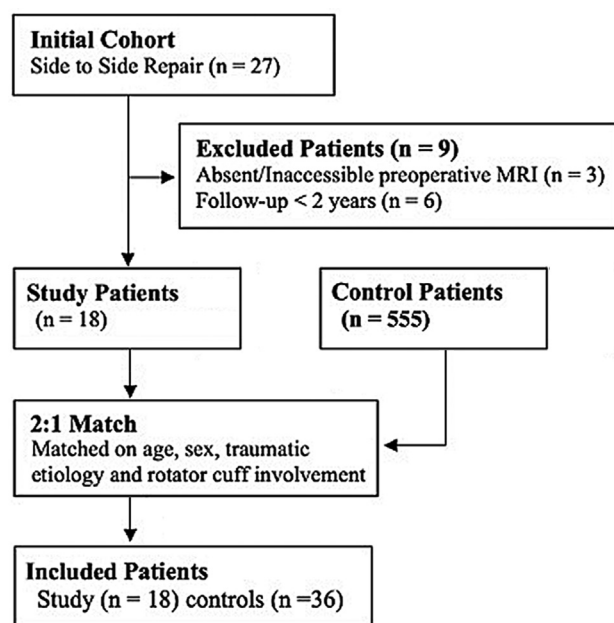 Initial Cohort
Side to Side Repair (n = 27)
Excluded Patients (n = 9)
Absent/Inaccessible preoperative MRI (n = 3)
Follow-up < 2 years (n = 6)
Study Patients
(n = 18)
Control Patients
(n = 555)
2:1 Match
Matched on age, sex, traumatic
etiology and rotator cuff involvement
Included Patients
Study (n = 18) controls (n =36)